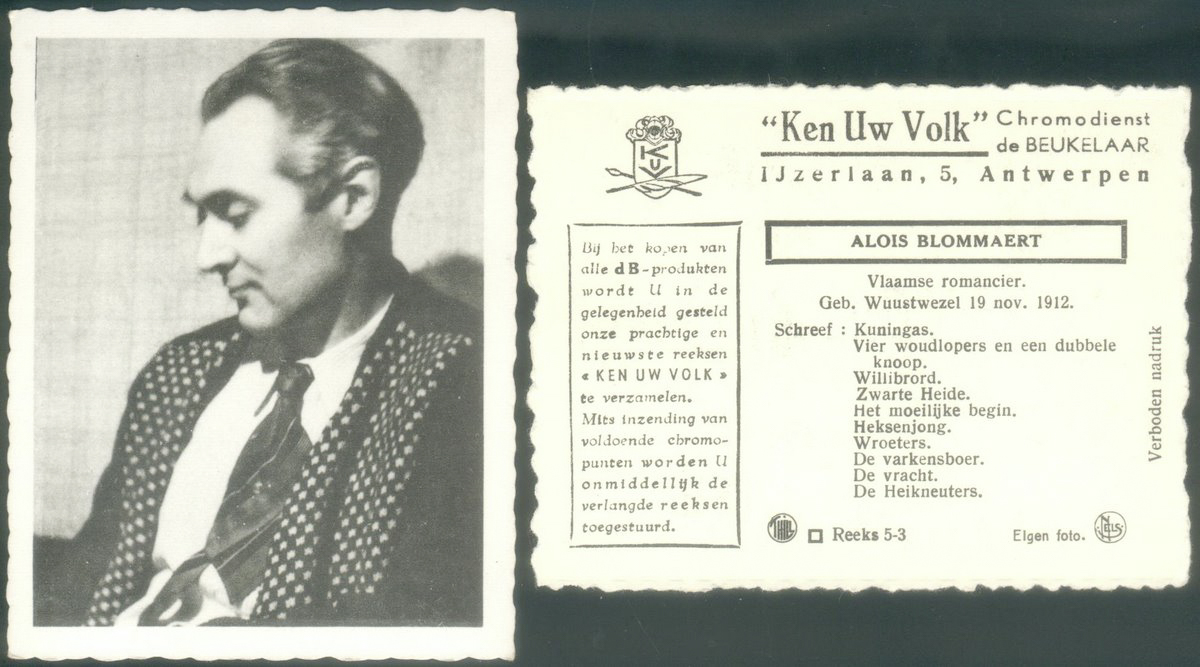 KUV
"Ken Uw Volk" Chromodienst
de BEUKELAAR
IJzerlaan, 5, Antwerpen
Bij het kopen van
alle dB-produkten
wordt U in de
gelegenheid gesteld
onze prachtige en
nieuwste reeksen
« KEN UW VOLK »
te verzamelen.
Mits inzending van
voldoende chromo-
punten worden U
onmiddellijk de
verlangde reeksen
toegestuurd.
ALOIS BLOMMAERT
Vlaamse romancier.
Geb. Wuustwezel 19 nov. 1912.
Schreef : Kuningas.
Vier woudlopers en een dubbele
knoop.
Willibrord.
Zwarte Heide.
Het moeilijke begin.
Heksenjong.
Wroeters.
De varkensboer.
De vracht.
De Heikneuters.
THILL Reeks 5-3 Eigen foto. NELS
Verboden nadruk